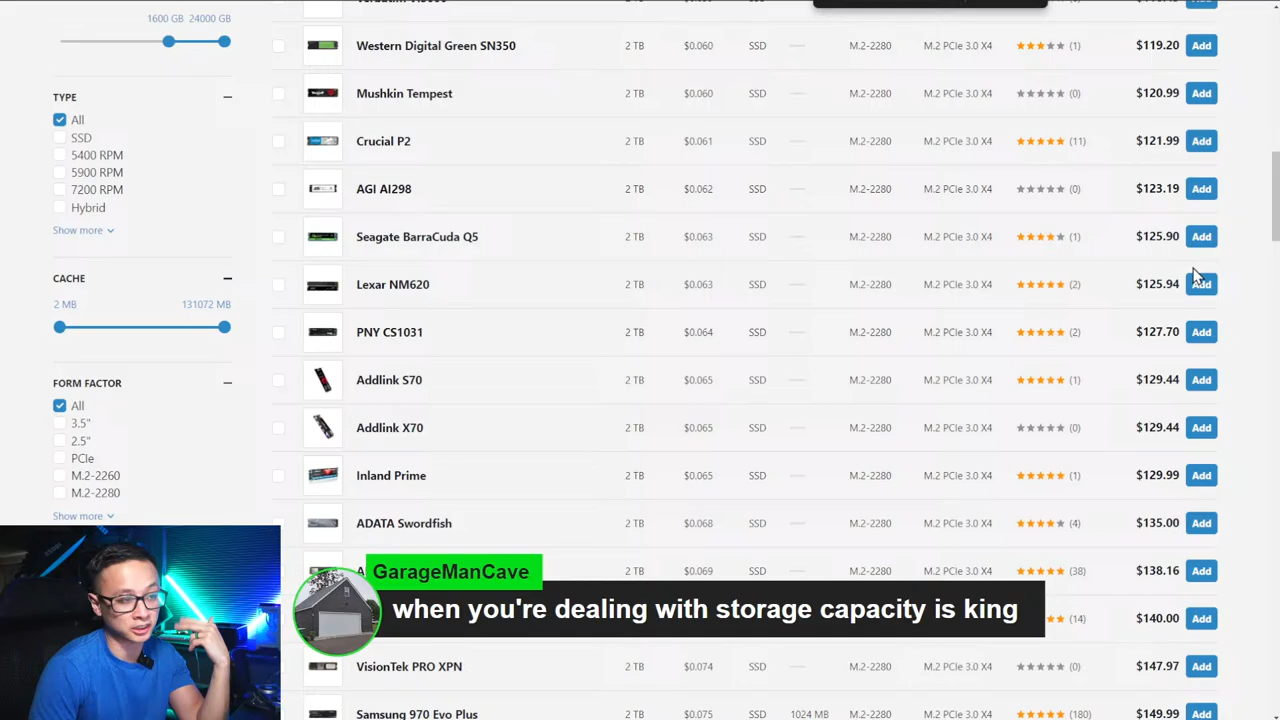 1600 GB 24000 GB
TYPE
All
SSD
5400 RPM
5900 RPM
7200 RPM
Hybrid
Show more
CACHE
2 MB 131072 MB
FORM FACTOR
All
3.5"
2.5"
PCIe
M.2-2260
M.2-2280
Show more
Western Digital Green SN350 2 TB $0.060 SSD M.2-2280 M.2 PCIe 3.0 X4 (1) $119.20 Add
Mushkin Tempest 2 TB $0.060 SSD M.2-2280 M.2 PCIe 3.0 X4 (0) $120.99 Add
Crucial P2 2 TB $0.061 SSD M.2-2280 M.2 PCIe 3.0 X4 (11) $121.99 Add
AGI AI298 2 TB $0.062 SSD M.2-2280 M.2 PCIe 3.0 X4 (0) $123.19 Add
Seagate BarraCuda Q5 2 TB $0.063 SSD M.2-2280 M.2 PCIe 3.0 X4 (1) $125.90 Add
Lexar NM620 2 TB $0.063 SSD M.2-2280 M.2 PCIe 3.0 X4 (2) $125.94 Add
PNY CS1031 2 TB $0.064 SSD M.2-2280 M.2 PCIe 3.0 X4 (2) $127.70 Add
Addlink S70 2 TB $0.065 SSD M.2-2280 M.2 PCIe 3.0 X4 (1) $129.44 Add
Addlink X70 2 TB $0.065 SSD M.2-2280 M.2 PCIe 3.0 X4 (0) $129.44 Add
Inland Prime 2 TB $0.065 SSD M.2-2280 M.2 PCIe 3.0 X4 (1) $129.99 Add
ADATA Swordfish 2 TB $0.068 SSD M.2-2280 M.2 PCIe 3.0 X4 (4) $135.00 Add
2 TB $0.069 SSD M.2-2280 M.2 PCIe 3.0 X4 (38) $138.16 Add
GarageManCave
when you're dealing with storage capacity is king
(14) $140.00 Add
VisionTek PRO XPN 2 TB $0.074 SSD M.2-2280 M.2 PCIe 3.0 X4 (0) $147.97 Add
Samsung 970 Evo Plus 2 TB $0.075 SSD 1024 MB M.2-2280 M.2 PCIe 3.0 X4 (180) $149.99 Add